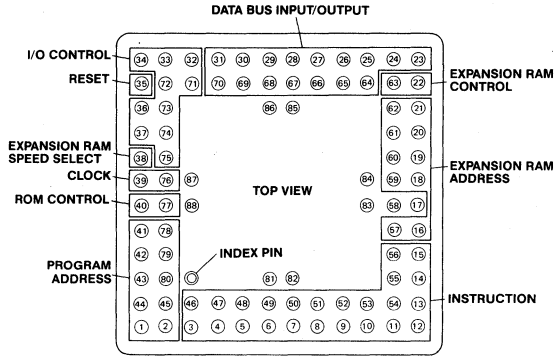 DATA BUS INPUT/OUTPUT
I/O CONTROL
34 33 32 31 30 29 28 27 26 25 24 23
RESET
35 72 71 70 69 68 67 66 65 64 63 22
EXPANSION RAM
CONTROL
36 73 86 85 62 21
37 74 61 20
EXPANSION RAM
SPEED SELECT
38 75 60 19
EXPANSION RAM
ADDRESS
CLOCK
39 76 87 84 59 18
TOP VIEW
ROM CONTROL
40 77 88 83 58 17
41 78 57 16
INDEX PIN
42 79 56 15
PROGRAM
ADDRESS
43 80 81 82 55 14
INSTRUCTION
44 45 46 47 48 49 50 51 52 53 54 13
1 2 3 4 5 6 7 8 9 10 11 12